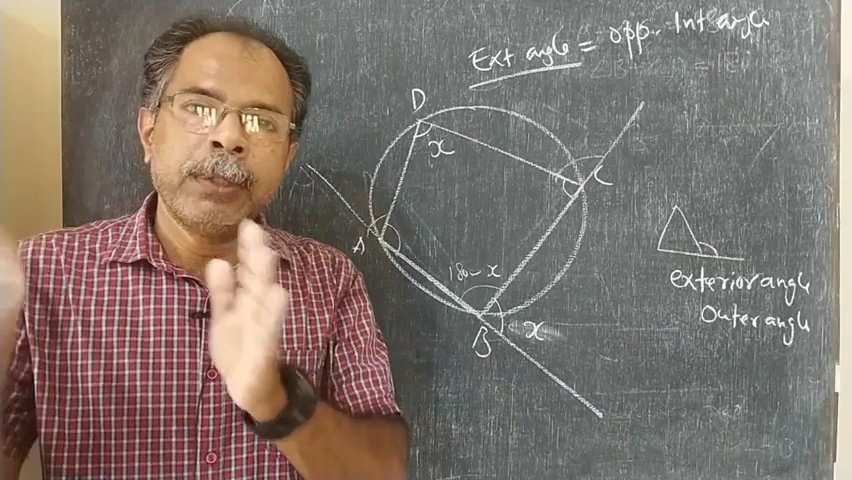 Ext angle = opp. Int angle
D
x
C
A
180-x
B
x
exterior angle
Outer angle